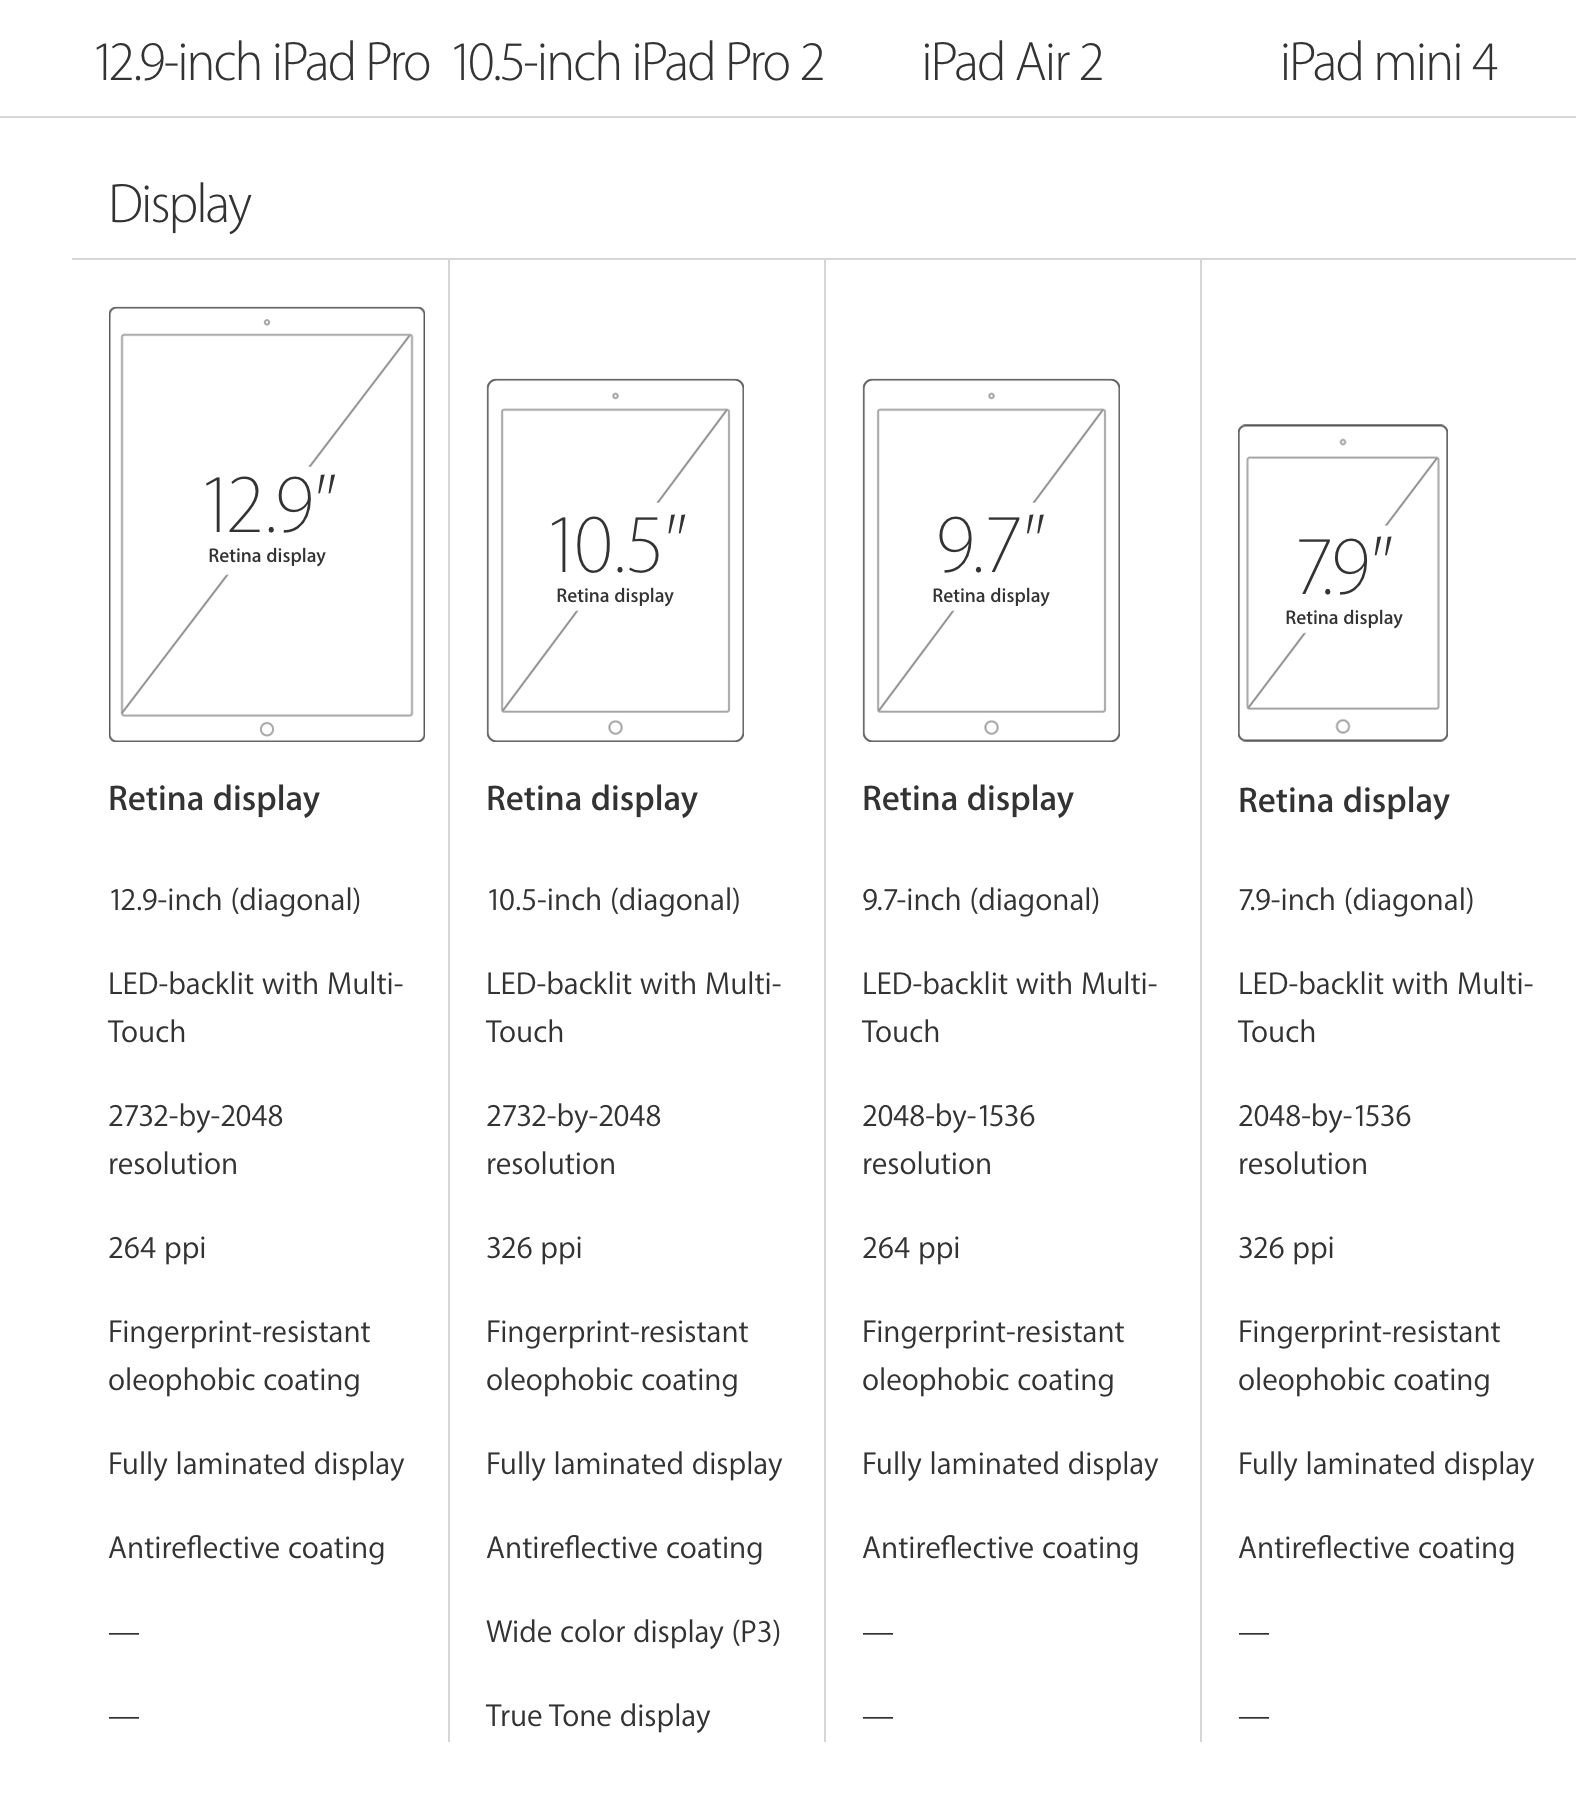 12.9-inch iPad Pro 10.5-inch iPad Pro 2 iPad Air 2 iPad mini 4
Display
12.9″
Retina display
10.5″
Retina display
9.7″
Retina display
7.9″
Retina display
Retina display
12.9-inch (diagonal)
LED-backlit with Multi-
Touch
2732-by-2048
resolution
264 ppi
Fingerprint-resistant
oleophobic coating
Fully laminated display
Antireflective coating
—
—
Retina display
10.5-inch (diagonal)
LED-backlit with Multi-
Touch
2732-by-2048
resolution
326 ppi
Fingerprint-resistant
oleophobic coating
Fully laminated display
Antireflective coating
Wide color display (P3)
True Tone display
Retina display
9.7-inch (diagonal)
LED-backlit with Multi-
Touch
2048-by-1536
resolution
264 ppi
Fingerprint-resistant
oleophobic coating
Fully laminated display
Antireflective coating
—
—
Retina display
7.9-inch (diagonal)
LED-backlit with Multi-
Touch
2048-by-1536
resolution
326 ppi
Fingerprint-resistant
oleophobic coating
Fully laminated display
Antireflective coating
—
—